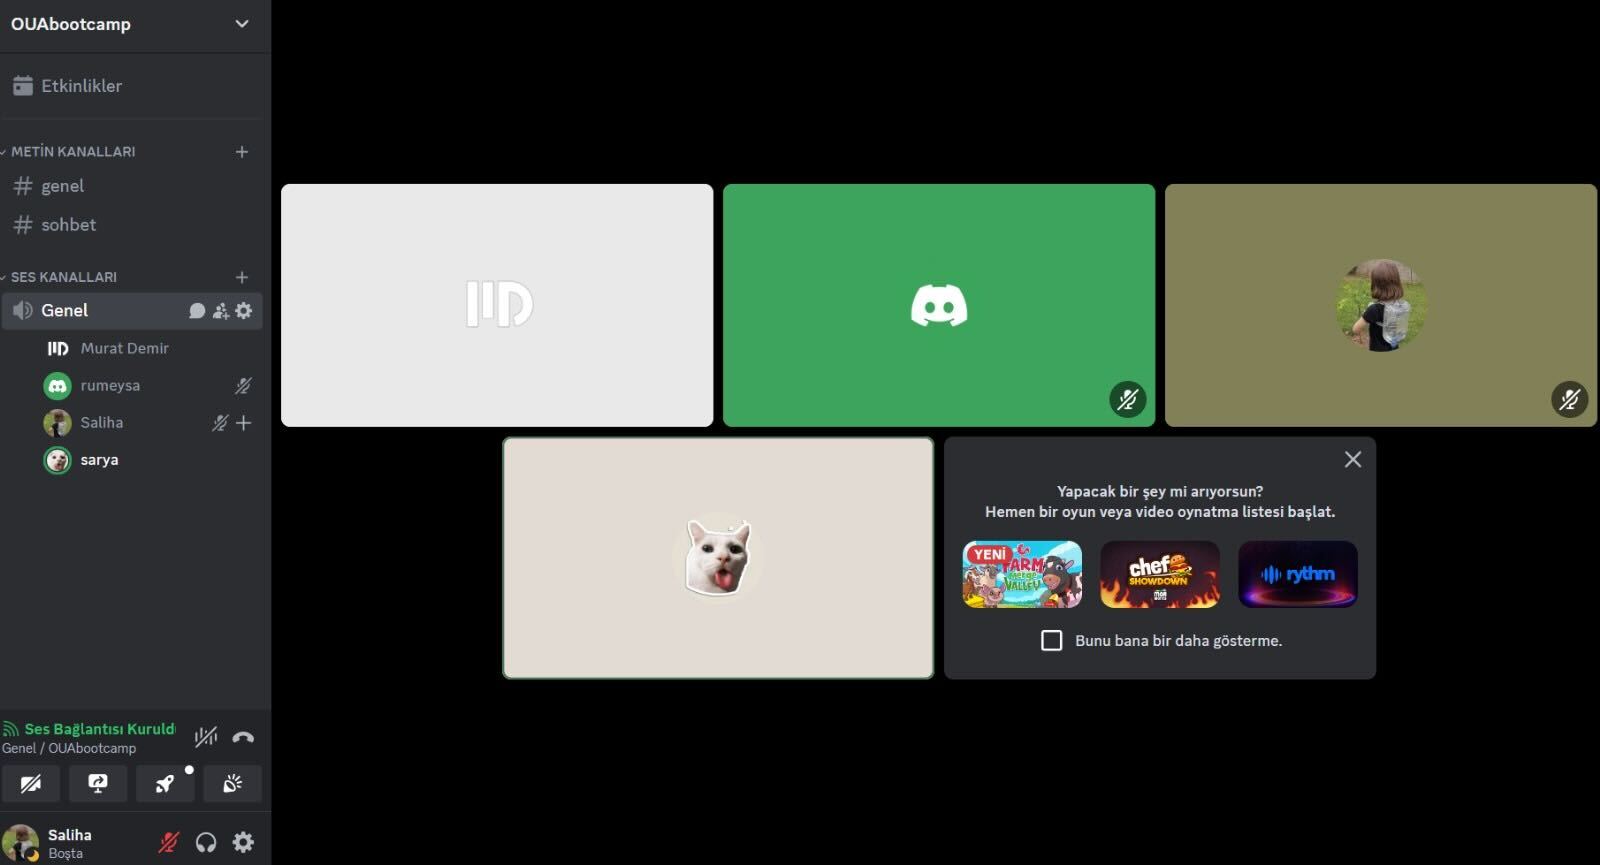 OUAbootcamp
Etkinlikler
METİN KANALLARI
genel
sohbet
SES KANALLARI
Genel
Murat Demir
rumeysa
Saliha
sarya
Yapacak bir şey mi arıyorsun?
Hemen bir oyun veya video oynatma listesi başlat.
YENİ
FARM
Merge
VALLEY
chef
SHOWDOWN
rythm
Bunu bana bir daha gösterme.
Ses Bağlantısı Kuruld
Genel / OUAbootcamp
Saliha
Boşta